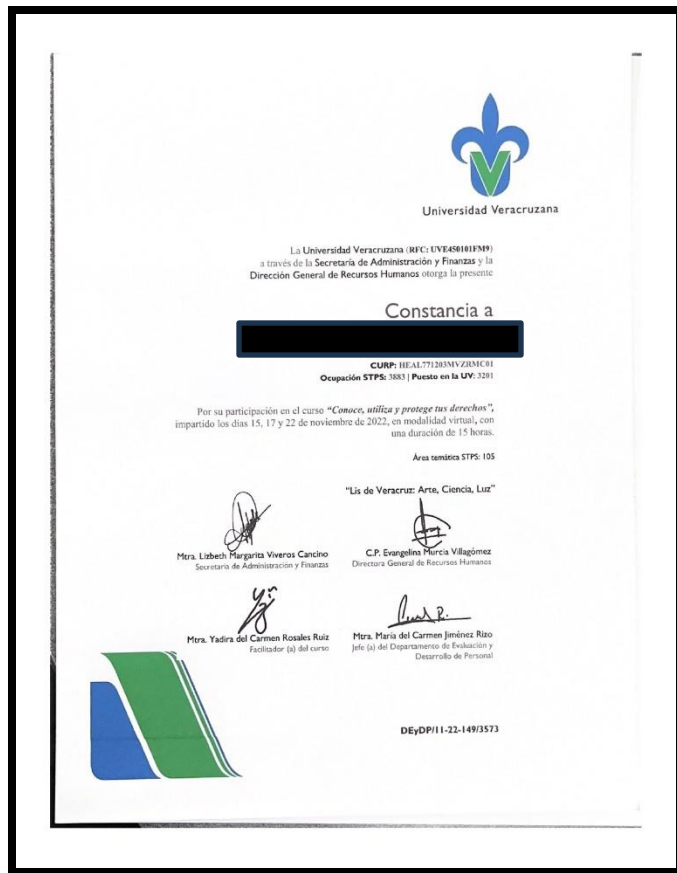 Universidad Veracruzana
La Universidad Veracruzana (RFC: UVE450101FM9)
a través de la Secretaría de Administración y Finanzas y la
Dirección General de Recursos Humanos otorga la presente
Constancia a
CURP: HEAL771203MVZRMC01
Ocupación STPS: 3883 | Puesto en la UV: 3201
Por su participación en el curso "Conoce, utiliza y protege tus derechos",
impartido los días 15, 17 y 22 de noviembre de 2022, en modalidad virtual, con
una duración de 15 horas.
Área temática STPS: 105
"Lis de Veracruz: Arte, Ciencia, Luz"
Mtra. Lizbeth Margarita Viveros Cancino
Secretaria de Administración y Finanzas
C.P. Evangelina Murcia Villagómez
Directora General de Recursos Humanos
Mtra. Yadira del Carmen Rosales Ruiz
Facilitador (a) del curso
Mtra. María del Carmen Jiménez Rizo
Jefe (a) del Departamento de Evaluación y
Desarrollo de Personal
DEyDP/11-22-149/3573